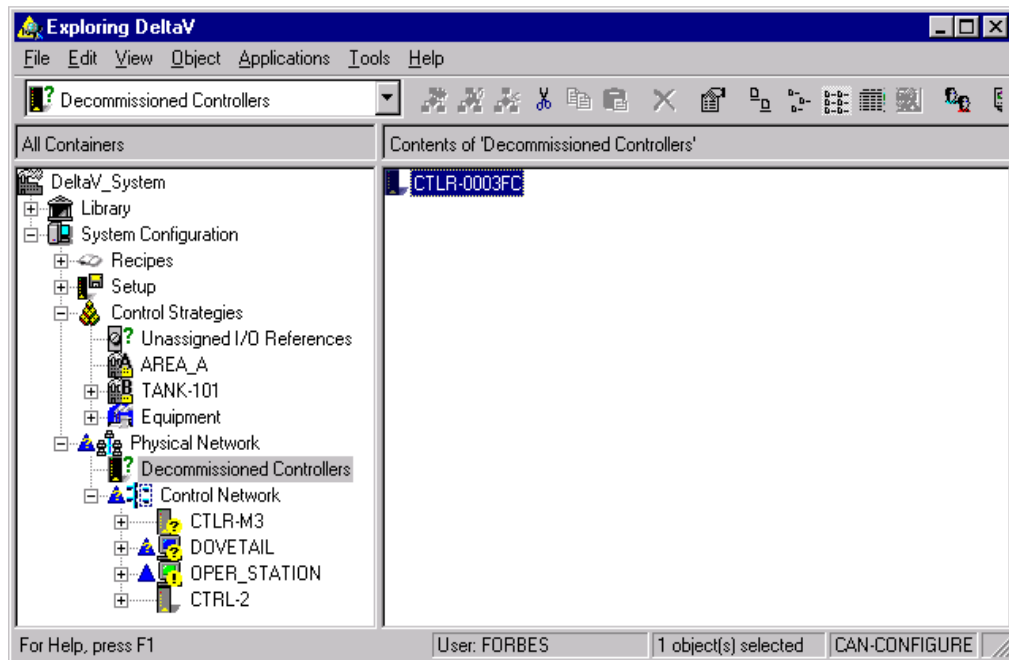 Exploring DeltaV
File Edit View Object Applications Tools Help
Decommissioned Controllers
All Containers
Contents of 'Decommissioned Controllers'
DeltaV_System
CTLR-0003FC
Library
System Configuration
Recipes
Setup
Control Strategies
Unassigned I/O References
AREA_A
TANK-101
Equipment
Physical Network
Decommissioned Controllers
Control Network
CTLR-M3
DOVETAIL
OPER_STATION
CTRL-2
For Help, press F1
User: FORBES
1 object(s) selected
CAN-CONFIGURE